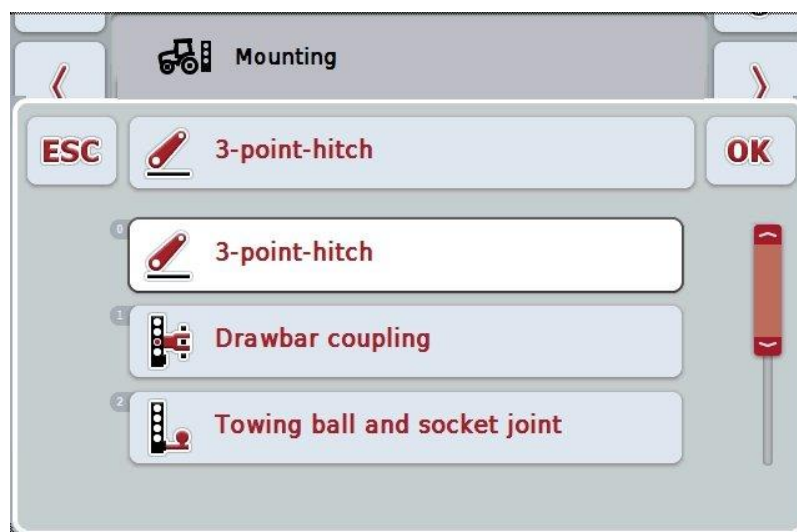 Mounting
ESC
3-point-hitch
OK
0
3-point-hitch
1
Drawbar coupling
2
Towing ball and socket joint